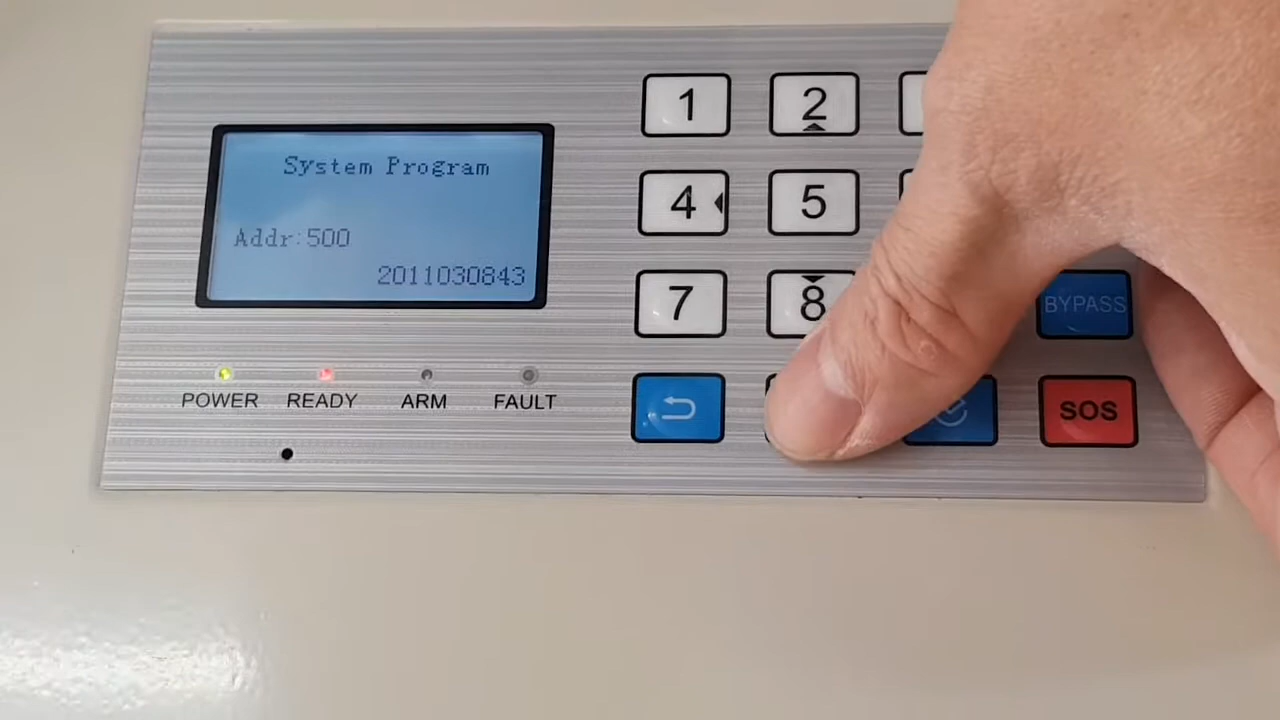 System Program
Addr:500
2011030843
POWER READY ARM FAULT
1 2
4 5
7 8 BYPASS
SOS